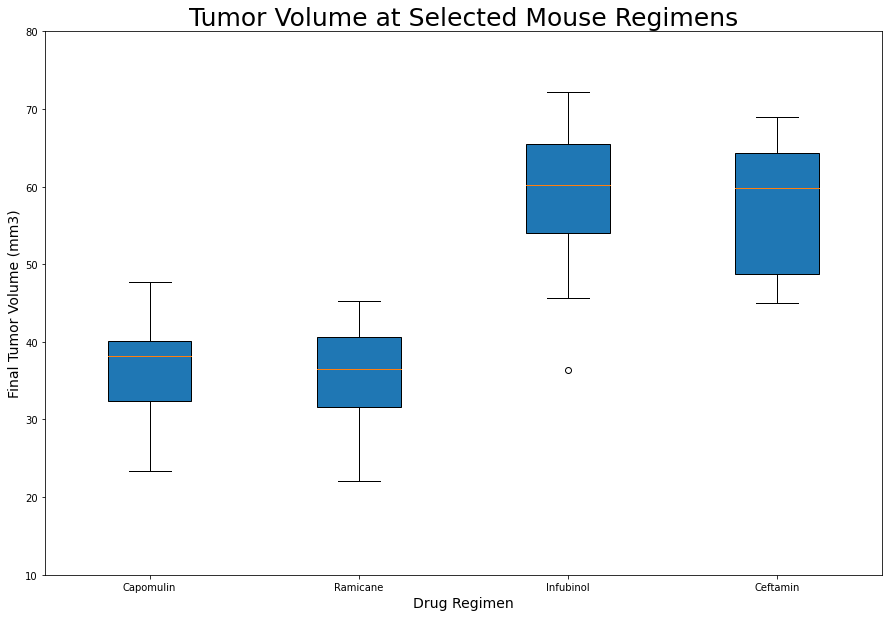 Tumor Volume at Selected Mouse Regimens
80
70
60
50
40
30
20
10
Final Tumor Volume (mm3)
Capomulin Ramicane Infubinol Ceftamin
Drug Regimen